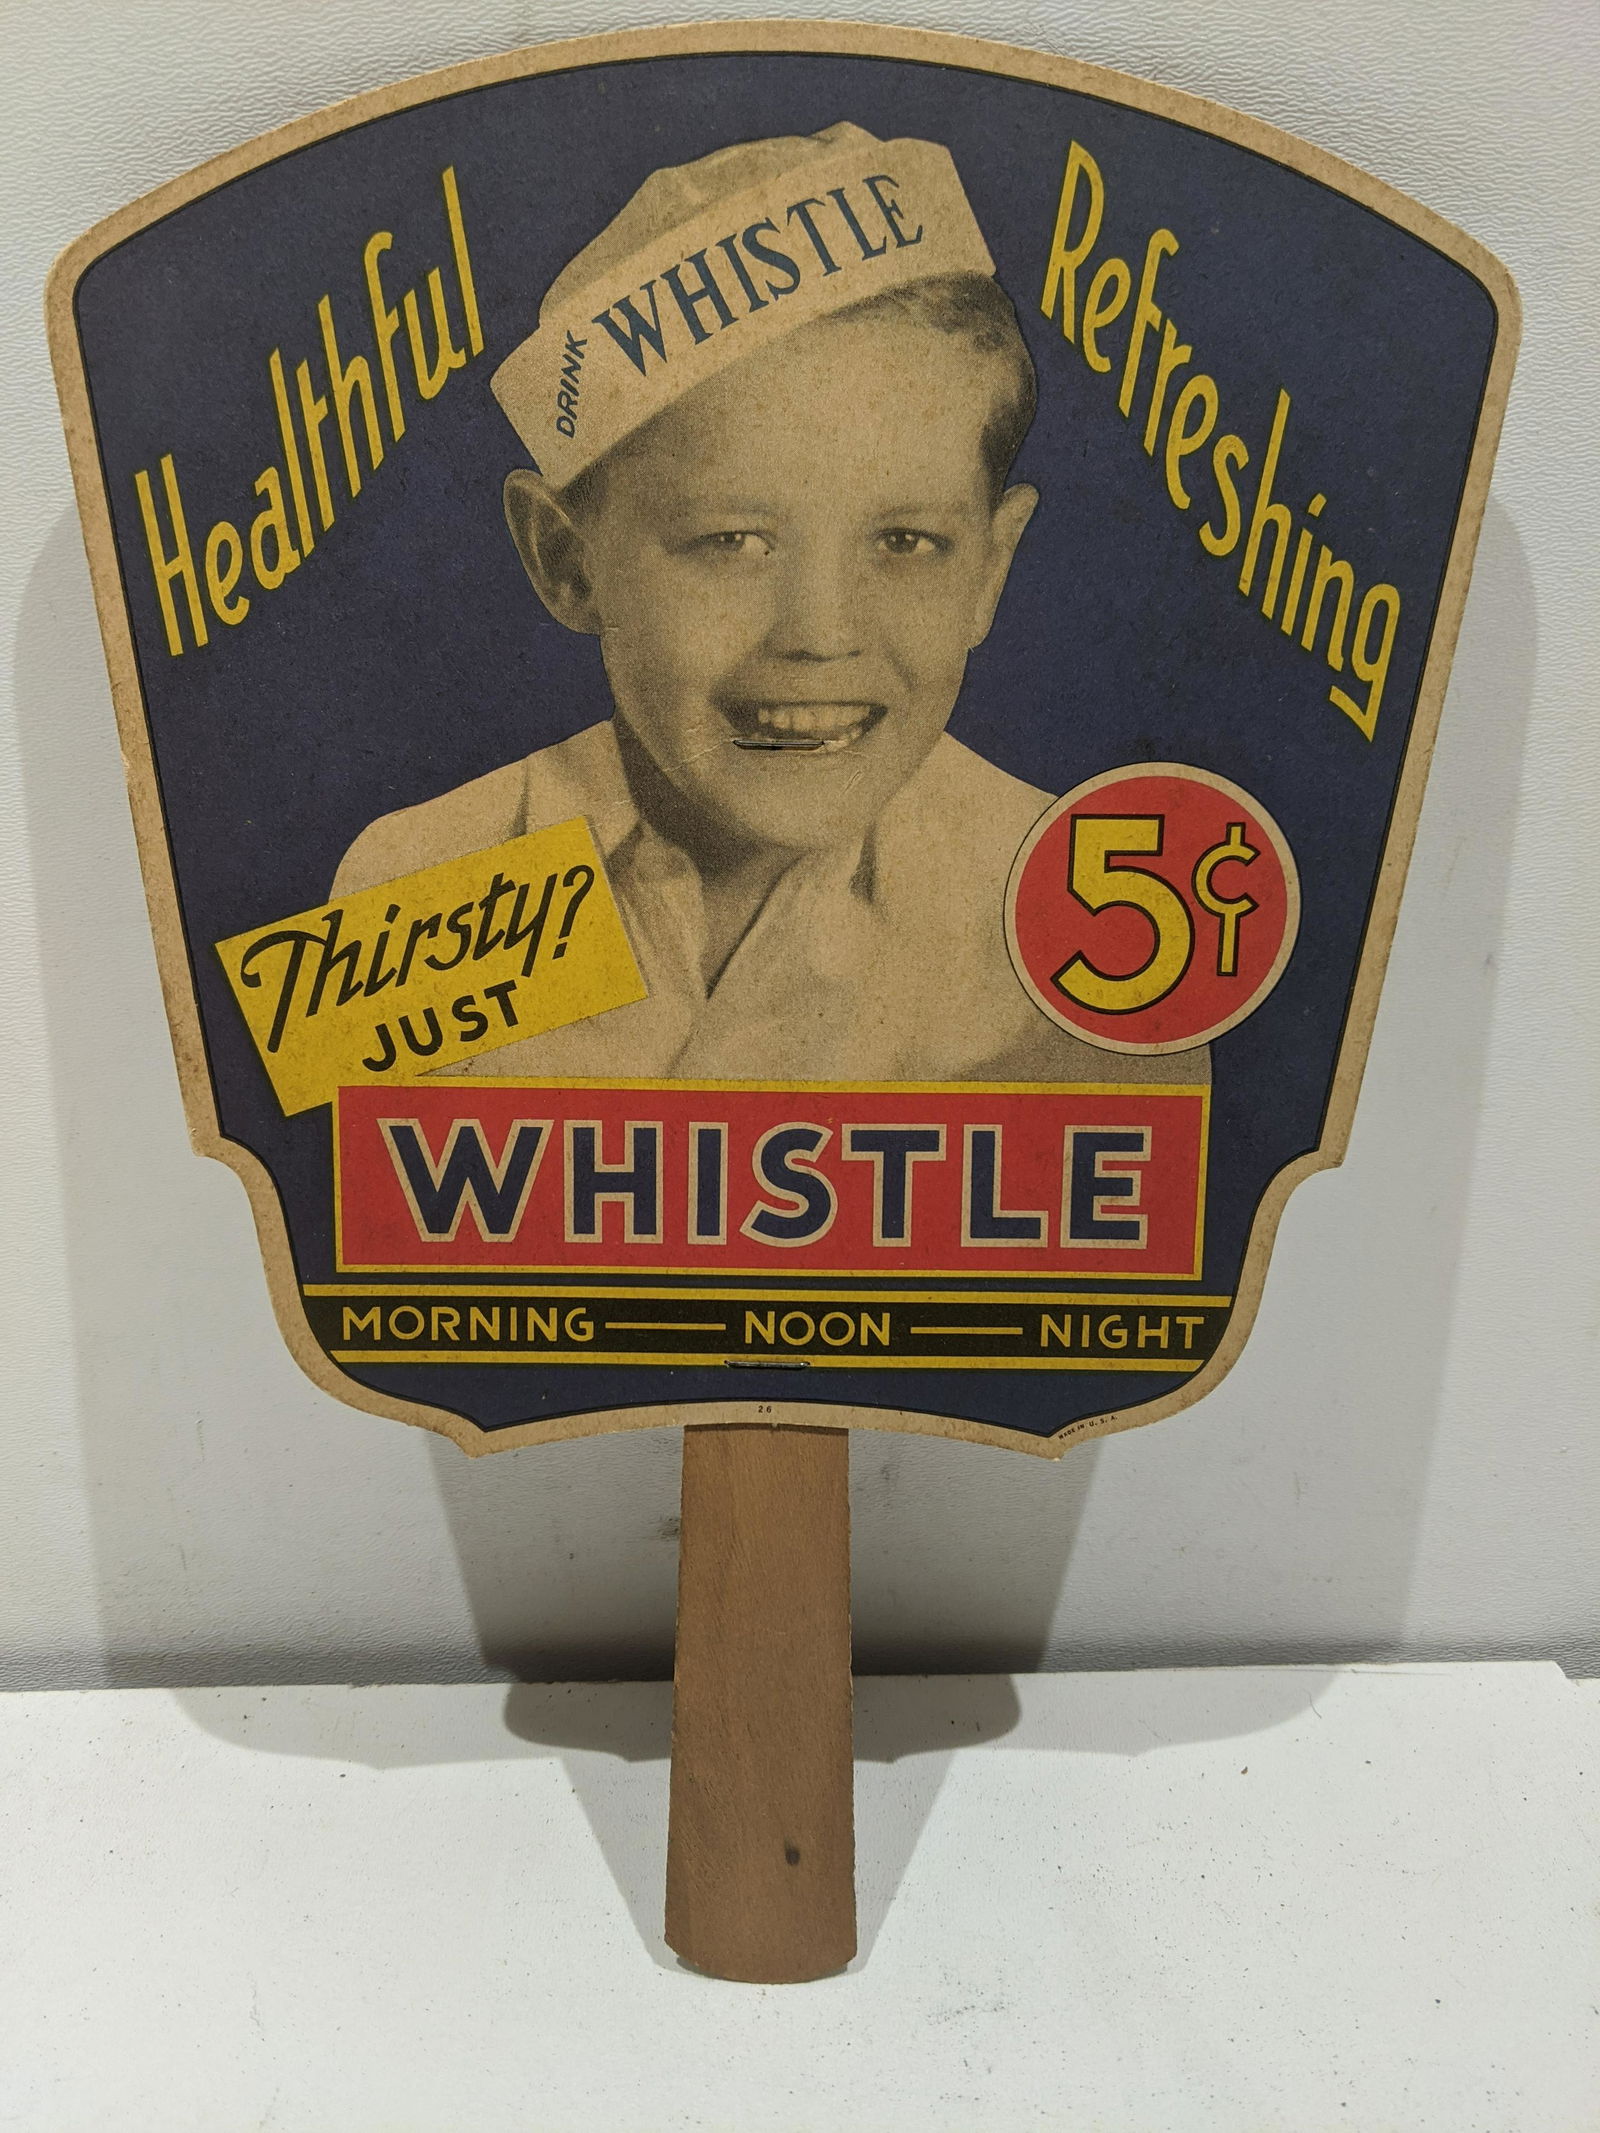 Healthful
Refreshing
DRINK WHISTLE
Thirsty?
JUST
5¢
WHISTLE
MORNING — NOON — NIGHT
26
MADE IN U. S. A.